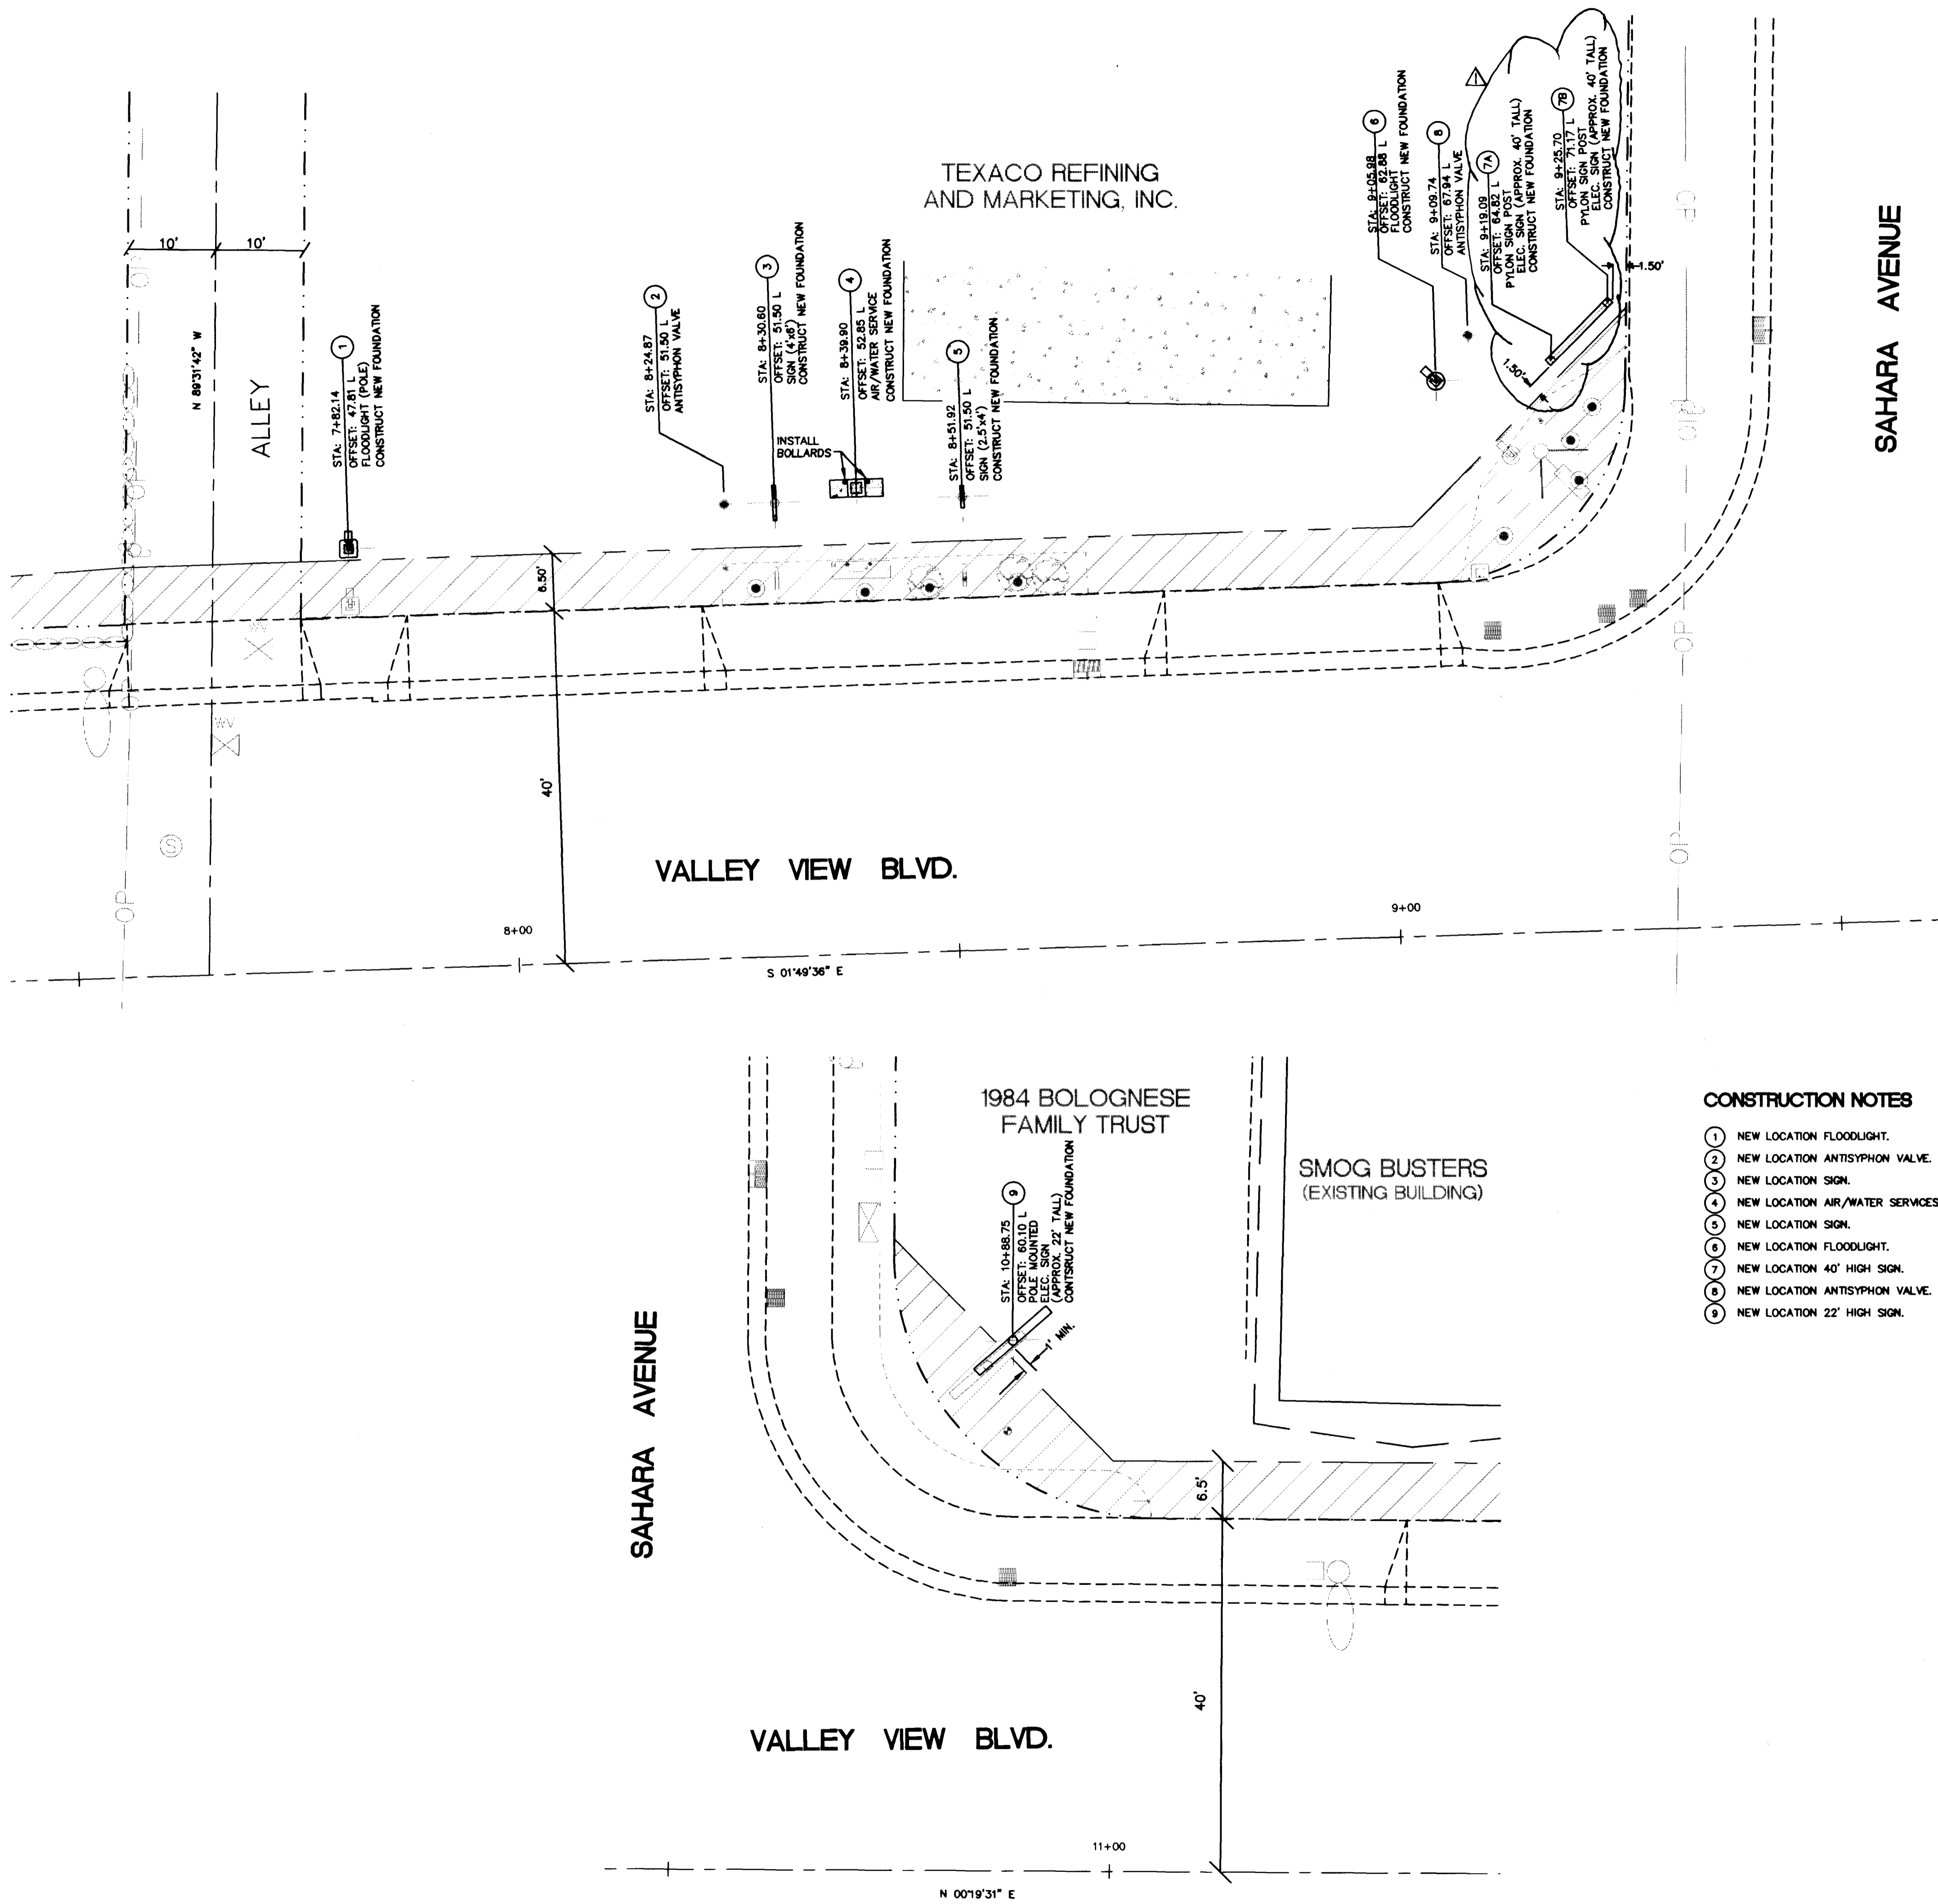 TEXACO REFINING
AND MARKETING, INC.
SAHARA AVENUE
10'
10'
N 89°31'42" W
ALLEY
1
STA: 7+82.14
OFFSET: 47.81 L
FLOODLIGHT (POLE)
CONSTRUCT NEW FOUNDATION
2
STA: 8+24.87
OFFSET: 51.50 L
ANTISYPHON VALVE
3
STA: 8+30.60
OFFSET: 51.50 L
SIGN (4'x6')
CONSTRUCT NEW FOUNDATION
4
STA: 8+39.90
OFFSET: 52.85 L
AIR/WATER SERVICE
CONSTRUCT NEW FOUNDATION
INSTALL
BOLLARDS
5
STA: 8+51.92
OFFSET: 51.50 L
SIGN (2.5'x4')
CONSTRUCT NEW FOUNDATION
6
STA: 9+05.98
OFFSET: 62.88 L
FLOODLIGHT
CONSTRUCT NEW FOUNDATION
8
STA: 9+09.74
OFFSET: 67.94 L
ANTISYPHON VALVE
1
7A
STA: 9+19.09
OFFSET: 64.82 L
PYLON SIGN POST
ELEC. SIGN (APPROX. 40' TALL)
CONSTRUCT NEW FOUNDATION
7B
STA: 9+25.70
OFFSET: 71.17 L
PYLON SIGN POST
ELEC. SIGN (APPROX. 40' TALL)
CONSTRUCT NEW FOUNDATION
1.50'
1.50'
6.50'
40'
WV
S
OP
OP
OP
OP
VALLEY VIEW BLVD.
8+00
9+00
S 01°49'36" E
1984 BOLOGNESE
FAMILY TRUST
SMOG BUSTERS
(EXISTING BUILDING)
9
STA: 10+88.75
OFFSET: 60.10 L
POLE MOUNTED
ELEC. SIGN
(APPROX. 22' TALL)
CONTSRUCT NEW FOUNDATION
1' MIN.
SAHARA AVENUE
6.5'
40'
VALLEY VIEW BLVD.
11+00
N 00°19'31" E
CONSTRUCTION NOTES
1 NEW LOCATION FLOODLIGHT.
2 NEW LOCATION ANTISYPHON VALVE.
3 NEW LOCATION SIGN.
4 NEW LOCATION AIR/WATER SERVICES
5 NEW LOCATION SIGN.
6 NEW LOCATION FLOODLIGHT.
7 NEW LOCATION 40' HIGH SIGN.
8 NEW LOCATION ANTISYPHON VALVE.
9 NEW LOCATION 22' HIGH SIGN.